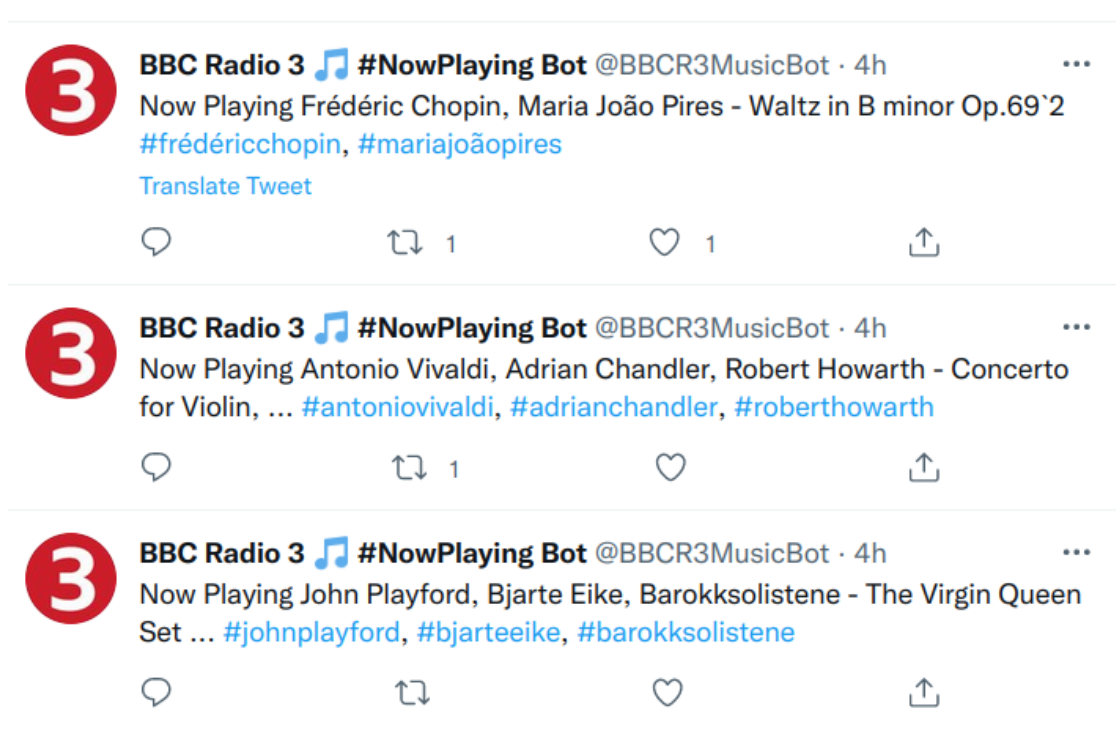 3
BBC Radio 3 🎵 #NowPlaying Bot @BBCR3MusicBot · 4h
Now Playing Frédéric Chopin, Maria João Pires - Waltz in B minor Op.69`2
#frédéricchopin, #mariajoãopires
Translate Tweet
1 1
3
BBC Radio 3 🎵 #NowPlaying Bot @BBCR3MusicBot · 4h
Now Playing Antonio Vivaldi, Adrian Chandler, Robert Howarth - Concerto
for Violin, ... #antoniovivaldi, #adrianchandler, #roberthowarth
1
3
BBC Radio 3 🎵 #NowPlaying Bot @BBCR3MusicBot · 4h
Now Playing John Playford, Bjarte Eike, Barokksolistene - The Virgin Queen
Set ... #johnplayford, #bjarteeike, #barokksolistene